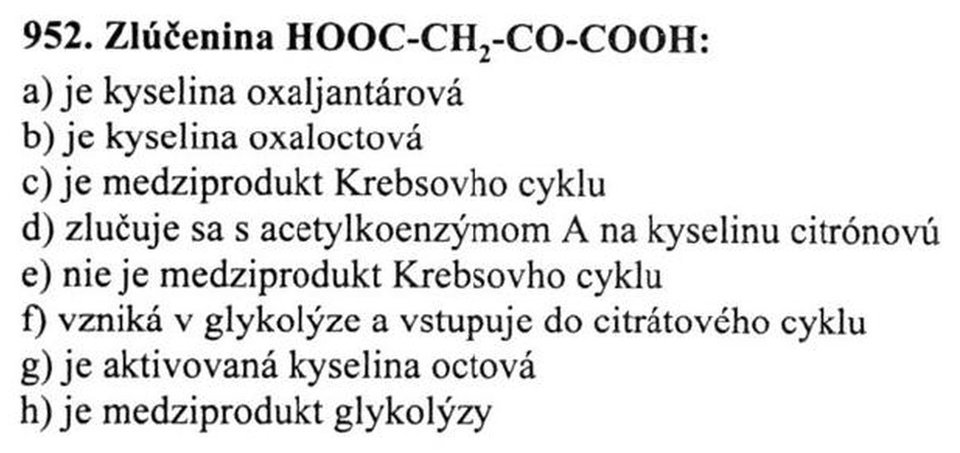 952. Zlúčenina HOOC-CH₂-CO-COOH:
a) je kyselina oxaljantárová
b) je kyselina oxaloctová
c) je medziprodukt Krebsovho cyklu
d) zlučuje sa s acetylkoenzýmom A na kyselinu citrónovú
e) nie je medziprodukt Krebsovho cyklu
f) vzniká v glykolýze a vstupuje do citrátového cyklu
g) je aktivovaná kyselina octová
h) je medziprodukt glykolýzy